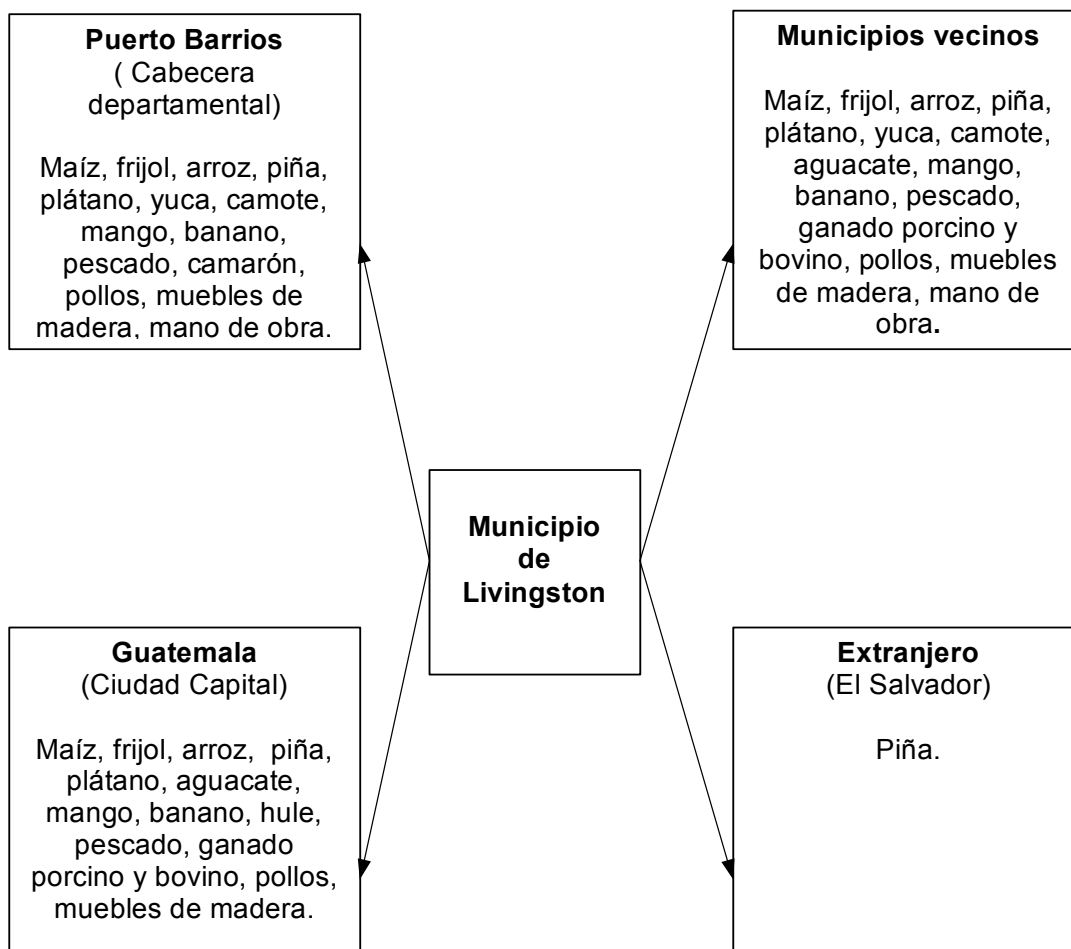 Puerto Barrios
( Cabecera
departamental)
Maíz, frijol, arroz, piña,
plátano, yuca, camote,
mango, banano,
pescado, camarón,
pollos, muebles de
madera, mano de obra.
Municipios vecinos
Maíz, frijol, arroz, piña,
plátano, yuca, camote,
aguacate, mango,
banano, pescado,
ganado porcino y
bovino, pollos, muebles
de madera, mano de
obra.
Municipio
de
Livingston
Guatemala
(Ciudad Capital)
Maíz, frijol, arroz,  piña,
plátano, aguacate,
mango, banano, hule,
pescado, ganado
porcino y bovino, pollos,
muebles de madera.
Extranjero
(El Salvador)
Piña.